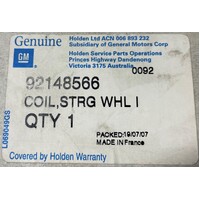 Genuine
GM
Holden Ltd ACN 006 893 232
Subsidiary of General Motors Corp
Holden Service Parts Operations
Princes Highway Dandenong
Victoria 3175 Australia
0092
92148566
COIL,STRG WHL I
QTY 1
PACKED:19/07/07
MADE IN France
Covered by Holden Warranty
L069049QS